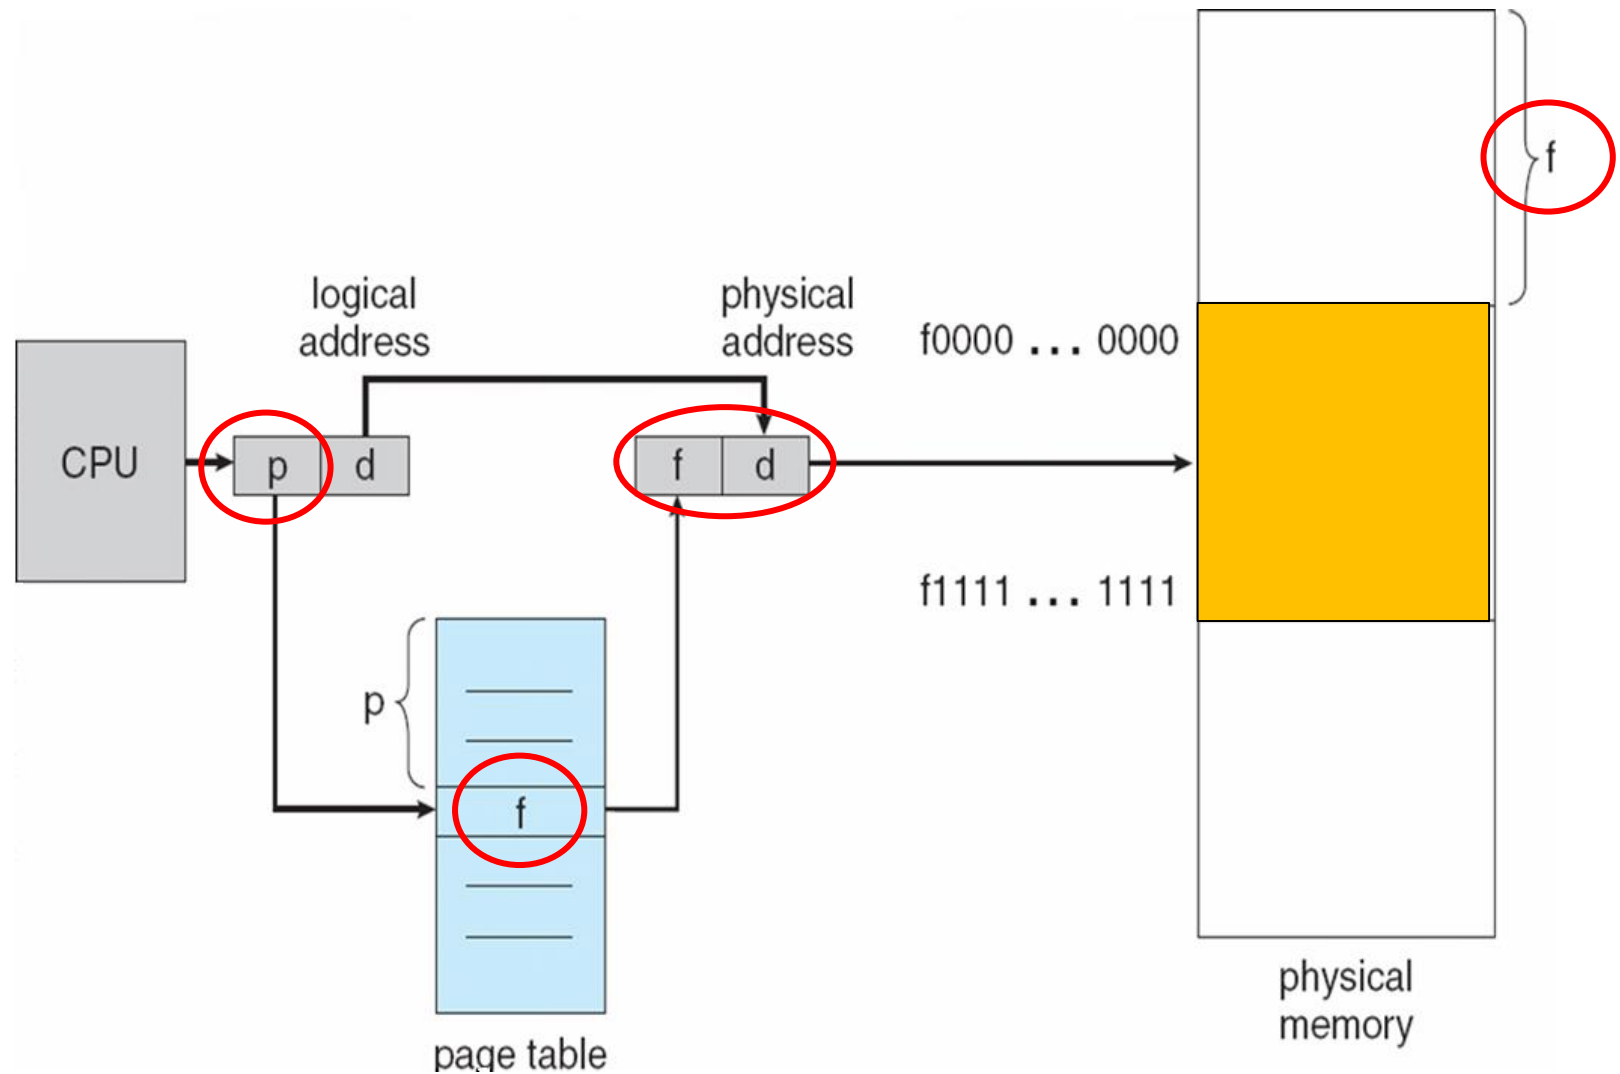 f
logical
address
physical
address
f0000 ... 0000
CPU
p
d
f
d
f1111 ... 1111
p
f
physical
memory
page table